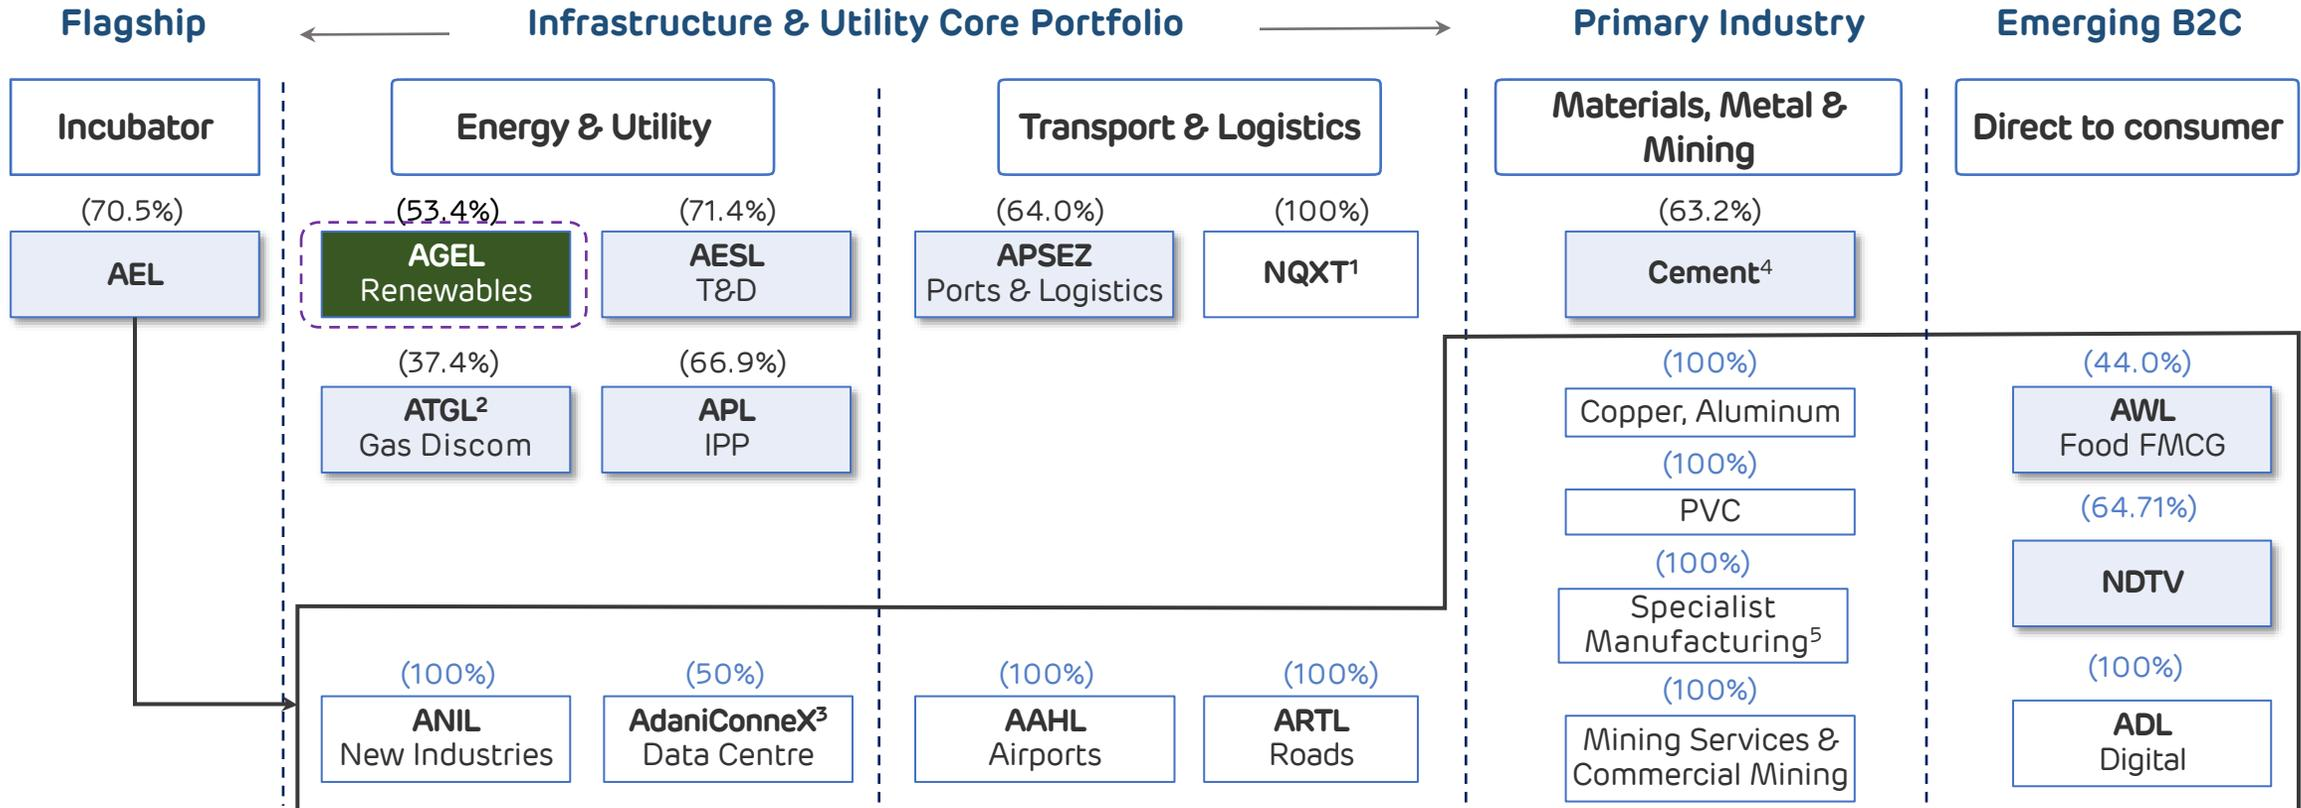 Flagship
Infrastructure & Utility Core Portfolio
Primary Industry
Emerging B2C
Incubator
Energy & Utility
Transport & Logistics
Materials, Metal &
Mining
Direct to consumer
(70.5%)
AEL
(53.4%)
AGEL
Renewables
(71.4%)
AESL
T&D
(64.0%)
APSEZ
Ports & Logistics
(100%)
NQXT¹
(63.2%)
Cement⁴
(37.4%)
ATGL²
Gas Discom
(66.9%)
APL
IPP
(100%)
Copper, Aluminum
(100%)
PVC
(100%)
Specialist
Manufacturing⁵
(100%)
Mining Services &
Commercial Mining
(44.0%)
AWL
Food FMCG
(64.71%)
NDTV
(100%)
ADL
Digital
(100%)
ANIL
New Industries
(50%)
AdaniConneX³
Data Centre
(100%)
AAHL
Airports
(100%)
ARTL
Roads